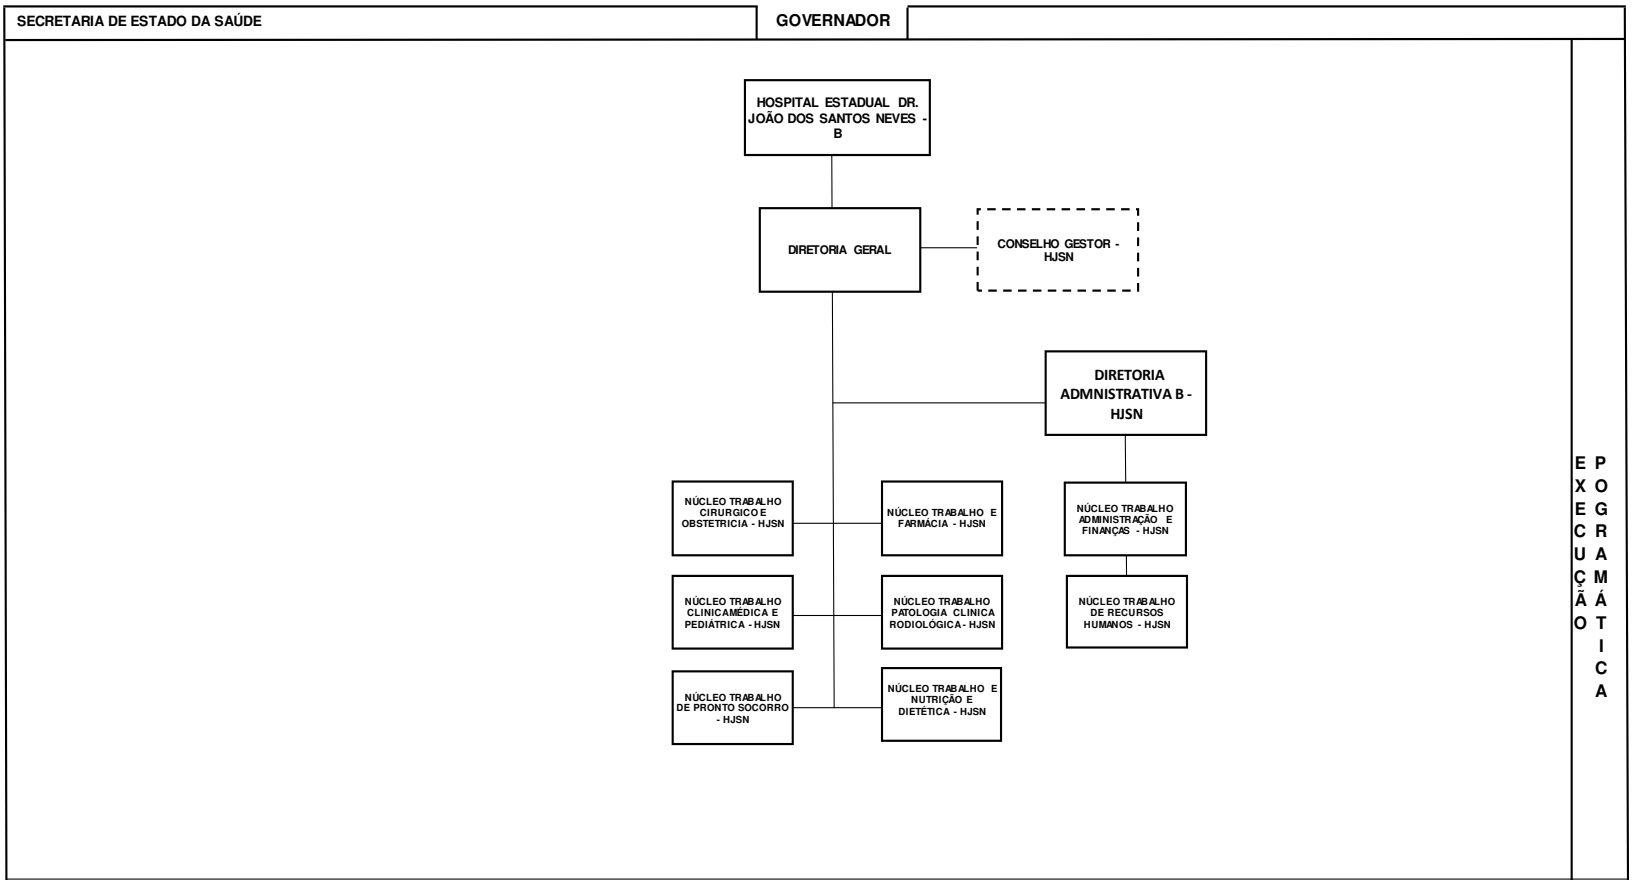 SECRETARIA DE ESTADO DA SAÚDE
GOVERNADOR
HOSPITAL ESTADUAL DR.
JOÃO DOS SANTOS NEVES -
B
DIRETORIA GERAL
CONSELHO GESTOR -
HJSN
DIRETORIA
ADMNISTRATIVA B -
HJSN
NÚCLEO TRABALHO
CIRURGICO E
OBSTETRICIA - HJSN
NÚCLEO TRABALHO E
FARMÁCIA - HJSN
NÚCLEO TRABALHO
ADMINISTRAÇÃO E
FINANÇAS - HJSN
NÚCLEO TRABALHO
CLINICAMÉDICA E
PEDIÁTRICA - HJSN
NÚCLEO TRABALHO
PATOLOGIA CLINICA
RODIOLÓGICA- HJSN
NÚCLEO TRABALHO
DE RECURSOS
HUMANOS - HJSN
NÚCLEO TRABALHO
DE PRONTO SOCORRO
- HJSN
NÚCLEO TRABALHO E
NUTRIÇÃO E
DIETÉTICA - HJSN
EXECUÇÃO
POGRAMÁTICA